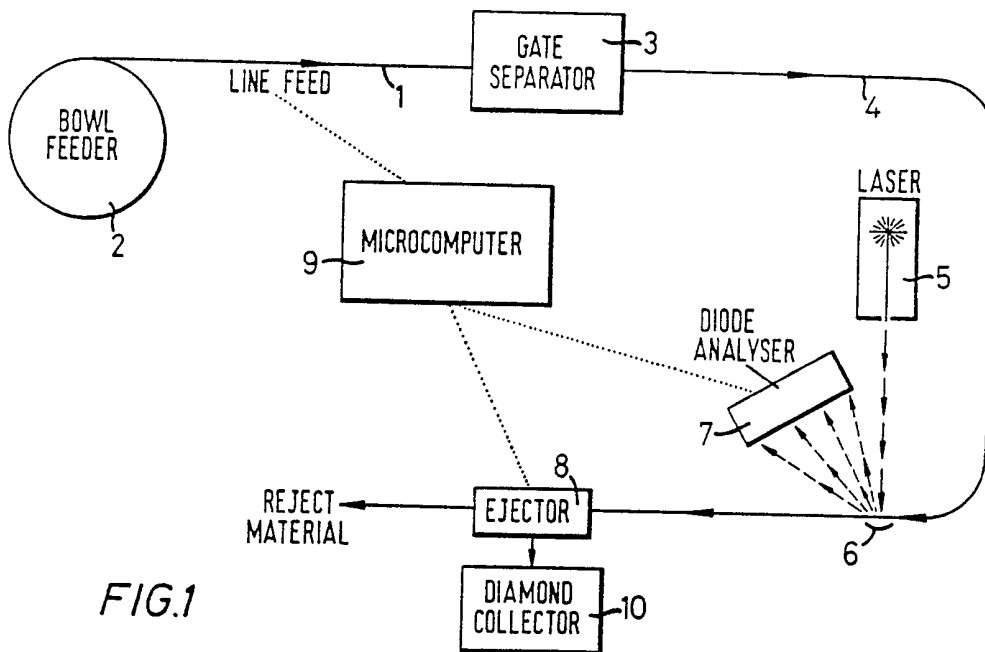 GATE
SEPARATOR
3
LINE FEED
1
4
BOWL
FEEDER
2
LASER
5
MICROCOMPUTER
9
DIODE
ANALYSER
7
6
8
EJECTOR
REJECT
MATERIAL
DIAMOND
COLLECTOR
10
FIG.1